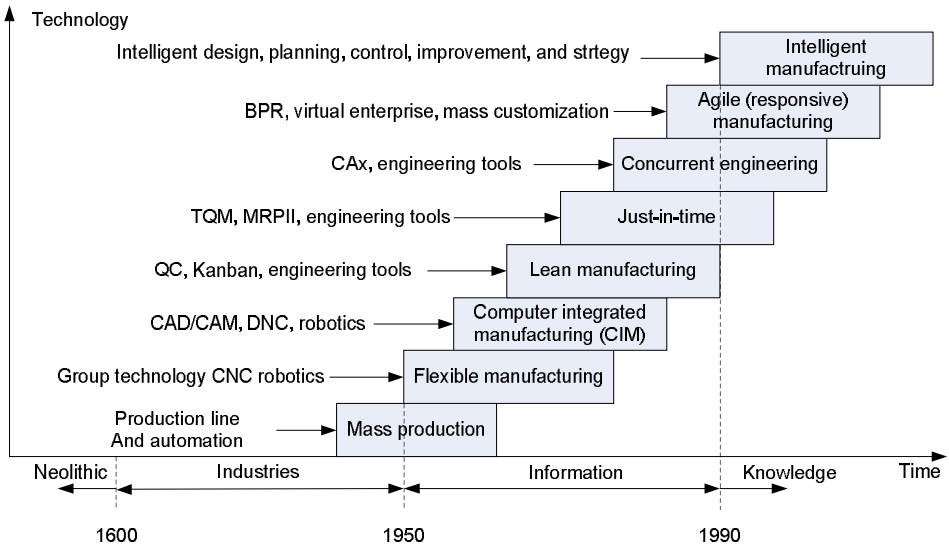 Technology
Intelligent design, planning, control, improvement, and strtegy
Intelligent
manufactruing
BPR, virtual enterprise, mass customization
Agile (responsive)
manufacturing
CAx, engineering tools
Concurrent engineering
TQM, MRPII, engineering tools
Just-in-time
QC, Kanban, engineering tools
Lean manufacturing
CAD/CAM, DNC, robotics
Computer integrated
manufacturing (CIM)
Group technology CNC robotics
Flexible manufacturing
Production line
And automation
Mass production
Neolithic
Industries
Information
Knowledge
Time
1600
1950
1990